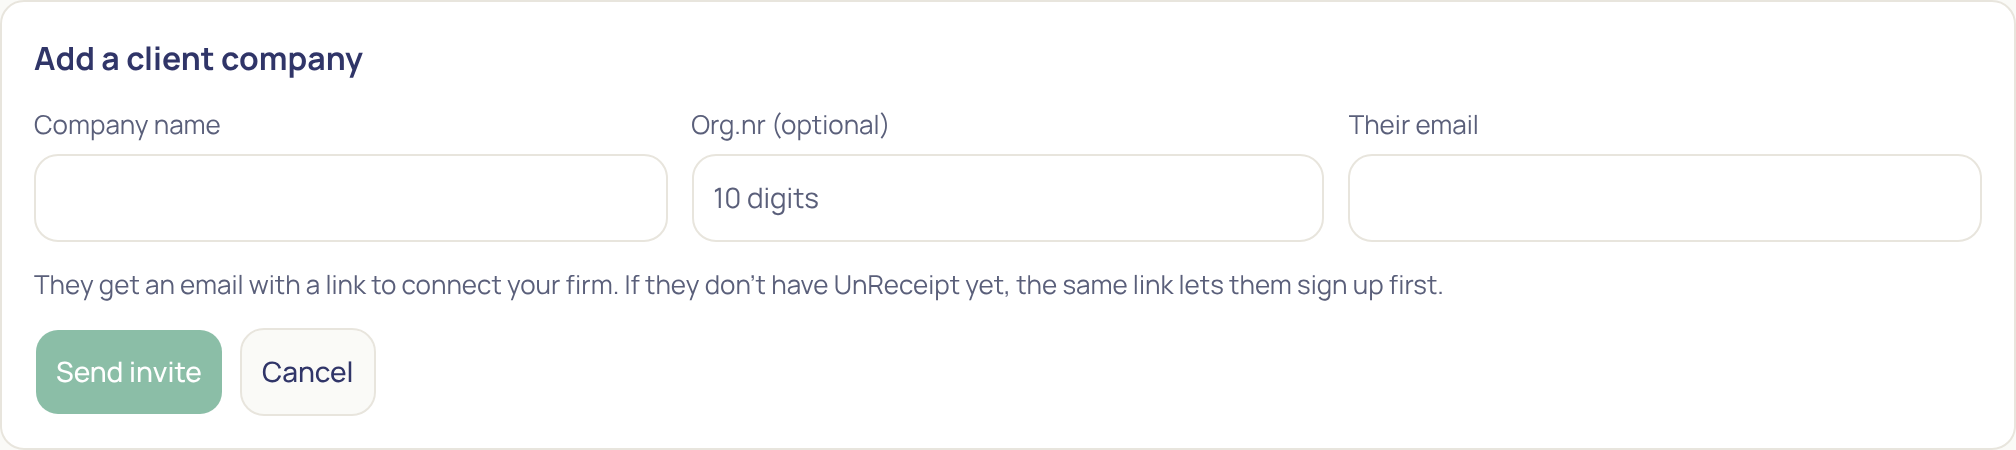 Add a client company
Company name
Org.nr (optional)
Their email
10 digits
They get an email with a link to connect your firm. If they don’t have UnReceipt yet, the same link lets them sign up first.
Send invite
Cancel